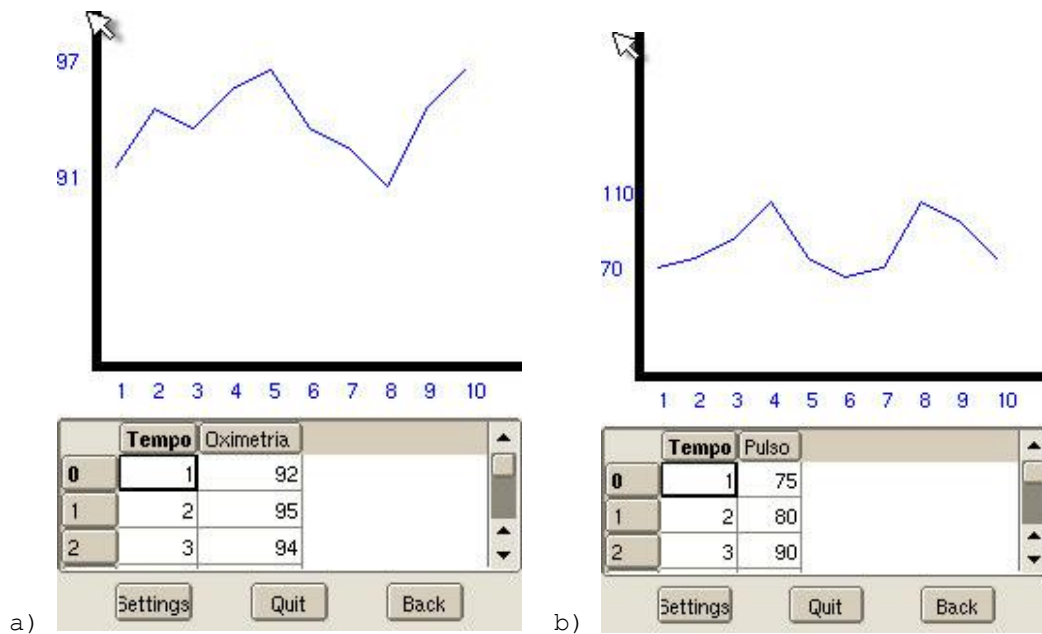 97
91
1 2 3 4 5 6 7 8 9 10
Tempo Oximetria
0 1 92
1 2 95
2 3 94
Settings Quit Back
a)
110
70
1 2 3 4 5 6 7 8 9 10
Tempo Pulso
0 1 75
1 2 80
2 3 90
Settings Quit Back
b)